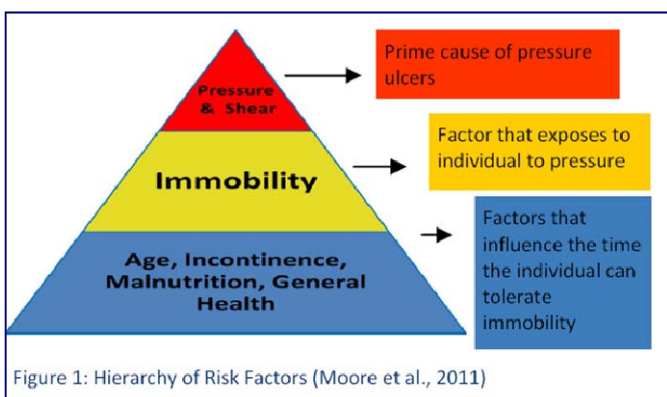 Pressure
& Shear
Prime cause of pressure
ulcers
Immobility
Factor that exposes to
individual to pressure
Age, Incontinence,
Malnutrition, General
Health
Factors that
influence the time
the individual can
tolerate
immobility
Figure 1: Hierarchy of Risk Factors (Moore et al., 2011)